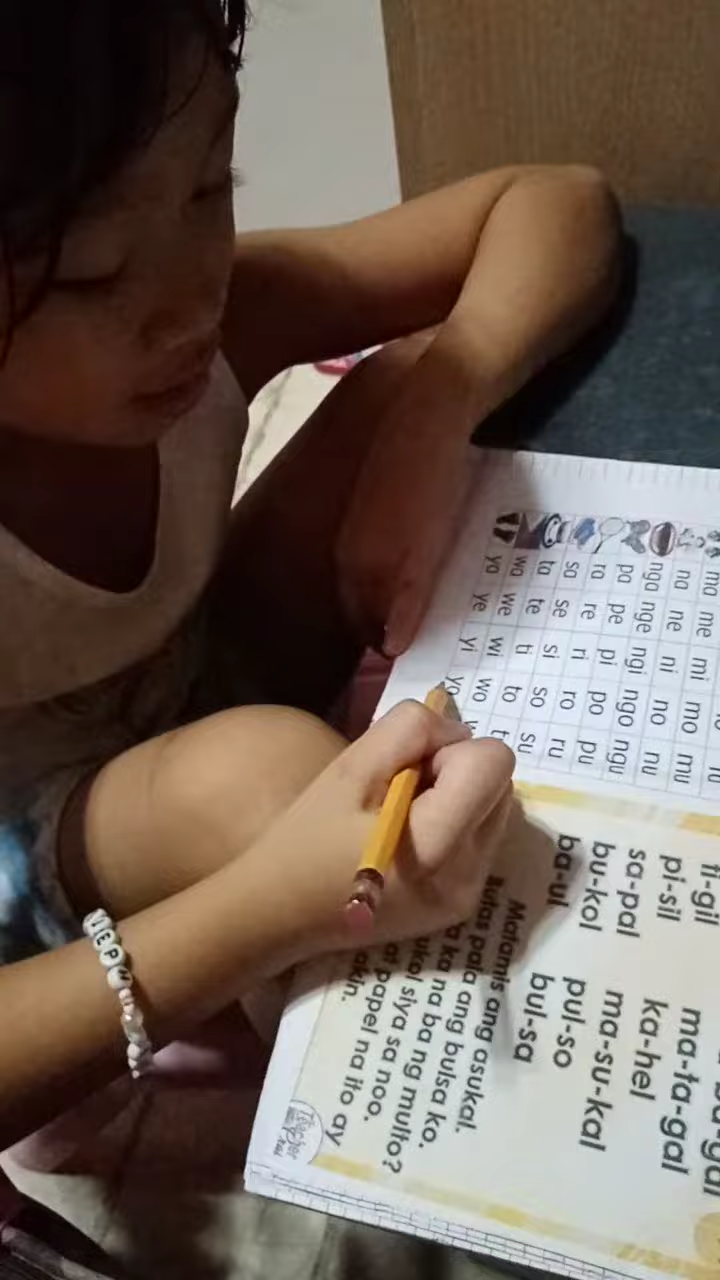 ma me mi mo mu
na ne ni no nu
nga nge ngi ngo ngu
pa pe pi po pu
ra re ri ro ru
sa se si so su
ta te ti to
wa we wi wo
ya ye yi yo
ti-gil ma-ta-gal
pi-sil ka-hel
sa-pal ma-su-kal
bu-kol pul-so
ba-ul bul-sa
Matamis ang asukal.
Butas pala ang bulsa ko.
ka na ba ng multo?
siya sa noo.
papel na ito ay
Teacher